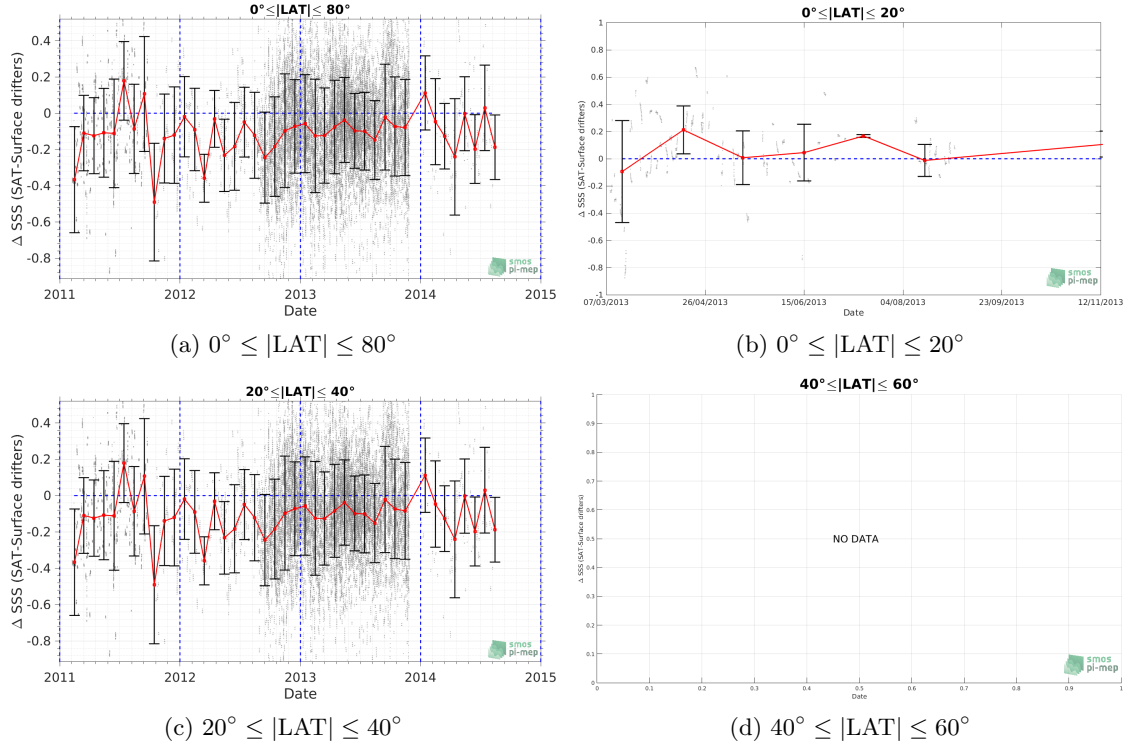 0°≤|LAT|≤ 80°
Δ SSS (SAT-Surface drifters)
0.4
0.2
0
-0.2
-0.4
-0.6
-0.8
2011 2012 2013 2014 2015
Date
smos
pi-mep
(a) 0° ≤ |LAT| ≤ 80°
0°≤|LAT|≤ 20°
Δ SSS (SAT-Surface drifters)
1
0.8
0.6
0.4
0.2
0
-0.2
-0.4
-0.6
-0.8
-1
07/03/2013 26/04/2013 15/06/2013 04/08/2013 23/09/2013 12/11/2013
Date
smos
pi-mep
(b) 0° ≤ |LAT| ≤ 20°
20°≤|LAT|≤ 40°
Δ SSS (SAT-Surface drifters)
0.4
0.2
0
-0.2
-0.4
-0.6
-0.8
2011 2012 2013 2014 2015
Date
smos
pi-mep
(c) 20° ≤ |LAT| ≤ 40°
40°≤|LAT|≤ 60°
Δ SSS (SAT-Surface drifters)
1
0.9
0.8
0.7
0.6
0.5
0.4
0.3
0.2
0.1
0
NO DATA
0 0.1 0.2 0.3 0.4 0.5 0.6 0.7 0.8 0.9 1
Date
smos
pi-mep
(d) 40° ≤ |LAT| ≤ 60°